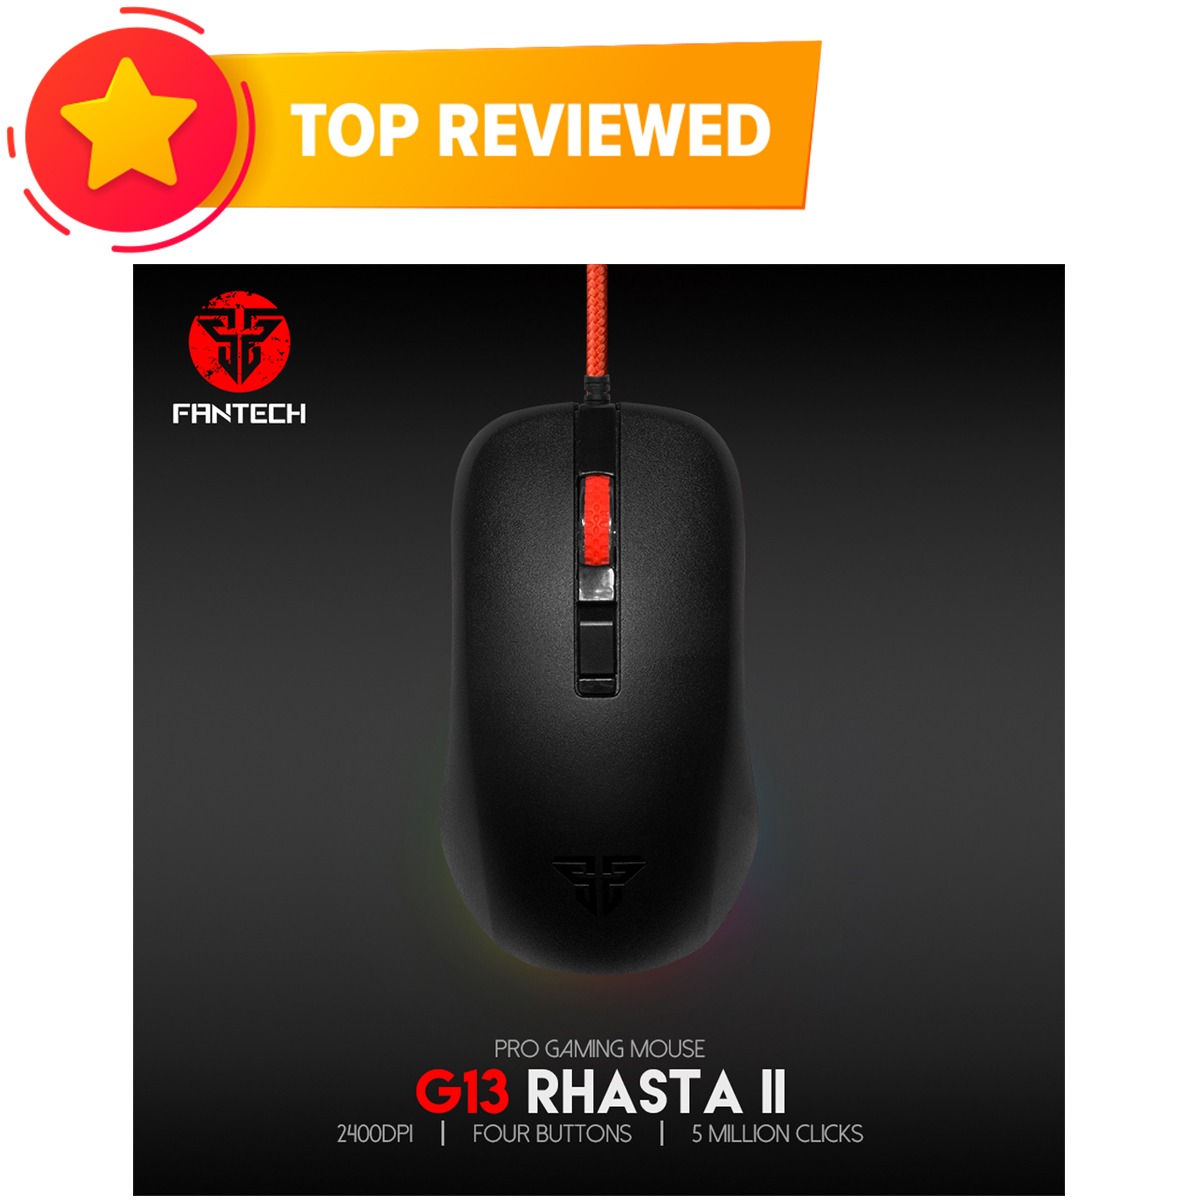 TOP REVIEWED
FANTECH
PRO GAMING MOUSE
G13 RHASTA II
2400DPI | FOUR BUTTONS | 5 MILLION CLICKS